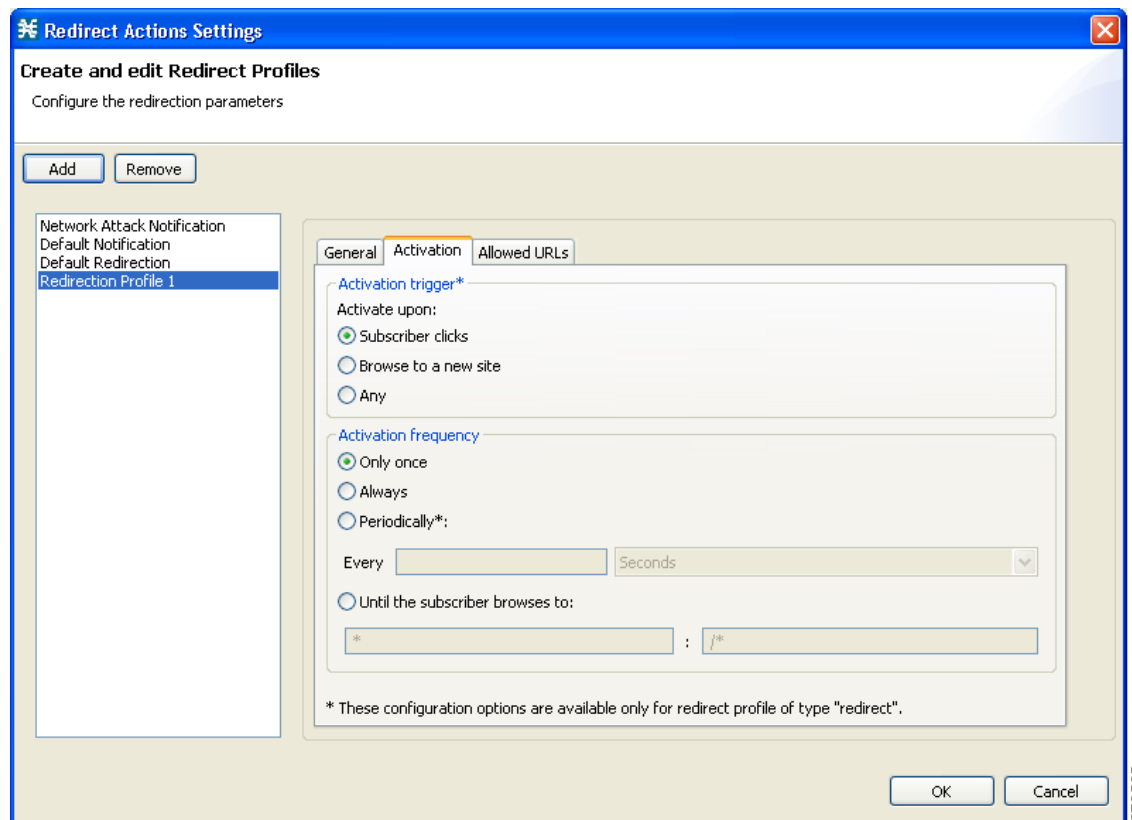 Redirect Actions Settings
Create and edit Redirect Profiles
Configure the redirection parameters
Add
Remove
Network Attack Notification
Default Notification
Default Redirection
Redirection Profile 1
General
Activation
Allowed URLs
Activation trigger*
Activate upon:
Subscriber clicks
Browse to a new site
Any
Activation frequency
Only once
Always
Periodically*:
Every
Seconds
Until the subscriber browses to:
*
:
/*
* These configuration options are available only for redirect profile of type "redirect".
OK
Cancel